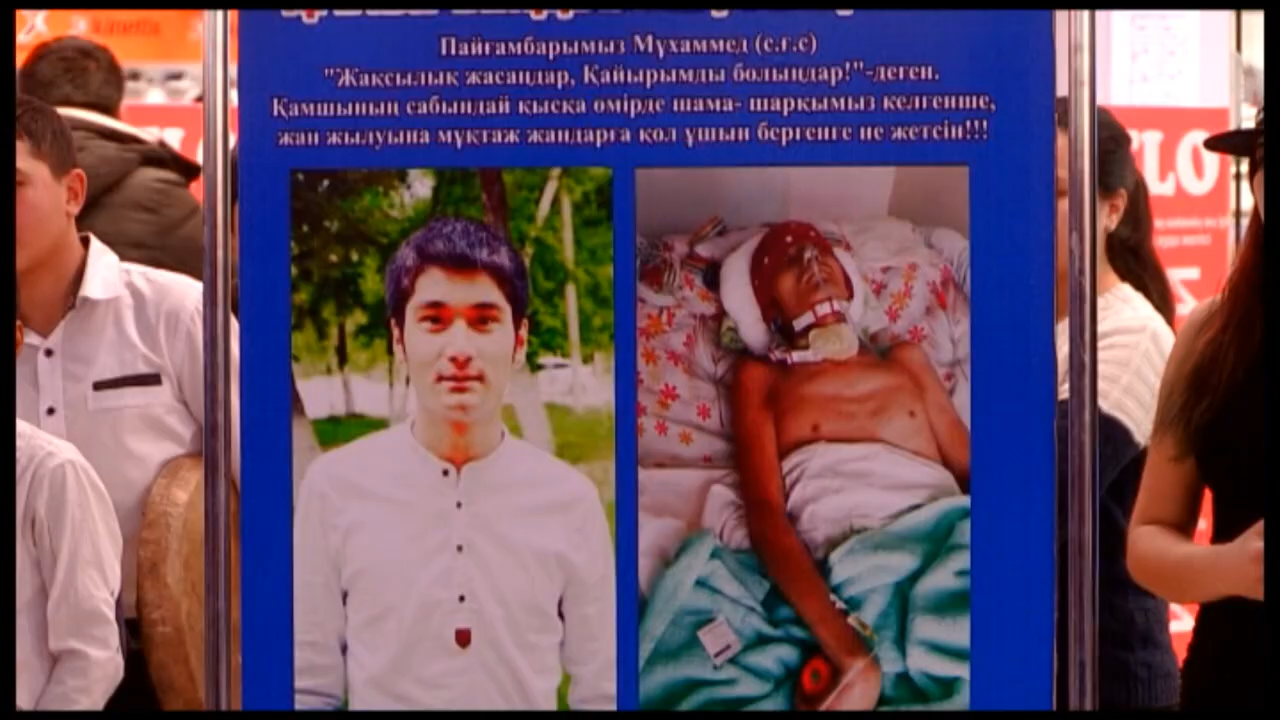 Пайғамбарымыз Мұхаммед (с.ғ.с)
"Жақсылық жасаңдар, Қайырымды болыңдар!"-деген.
Қамшының сабындай қысқа өмірде шама- шарқымыз келгенше,
жан жылуына мұқтаж жандарға қол ұшын бергенге не жетсін!!!
LO